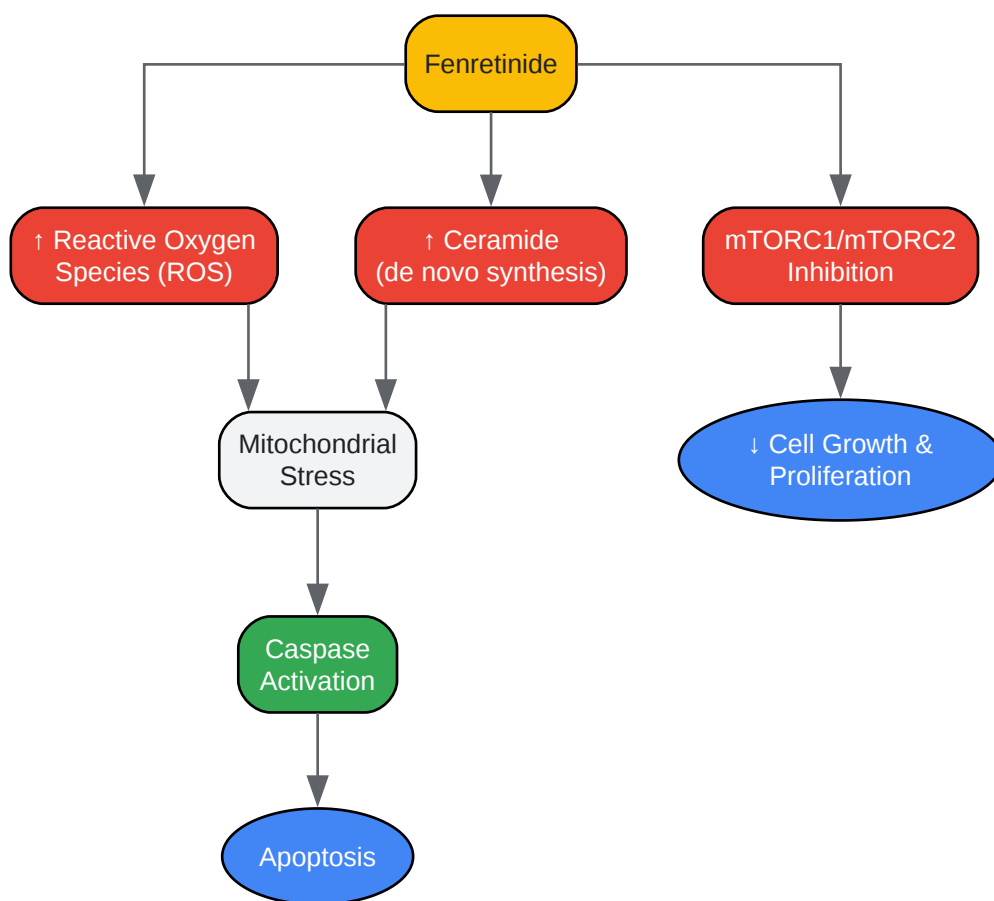 Fenretinide
↑ Reactive Oxygen
Species (ROS)
↑ Ceramide
(de novo synthesis)
mTORC1/mTORC2
Inhibition
Mitochondrial
Stress
↓ Cell Growth &
Proliferation
Caspase
Activation
Apoptosis